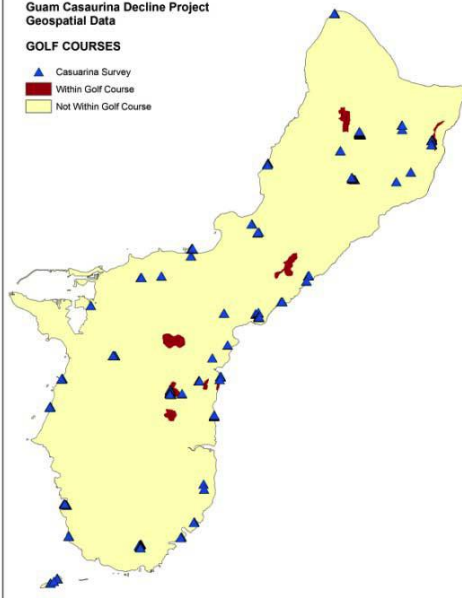 Guam Casaurina Decline Project
Geospatial Data
GOLF COURSES
Casuarina Survey
Within Golf Course
Not Within Golf Course